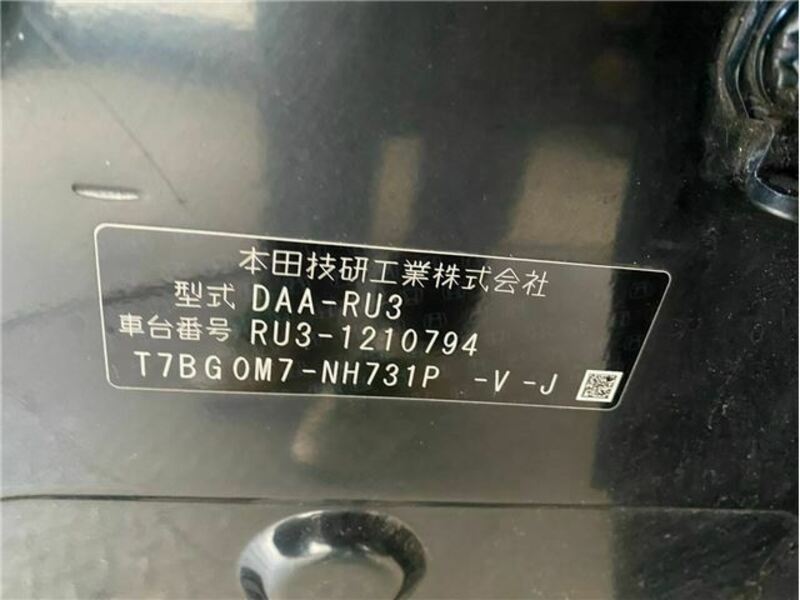 本田技研工業株式会社
型式 DAA-RU3
車台番号 RU3-1210794
T7BG0M7-NH731P -V-J